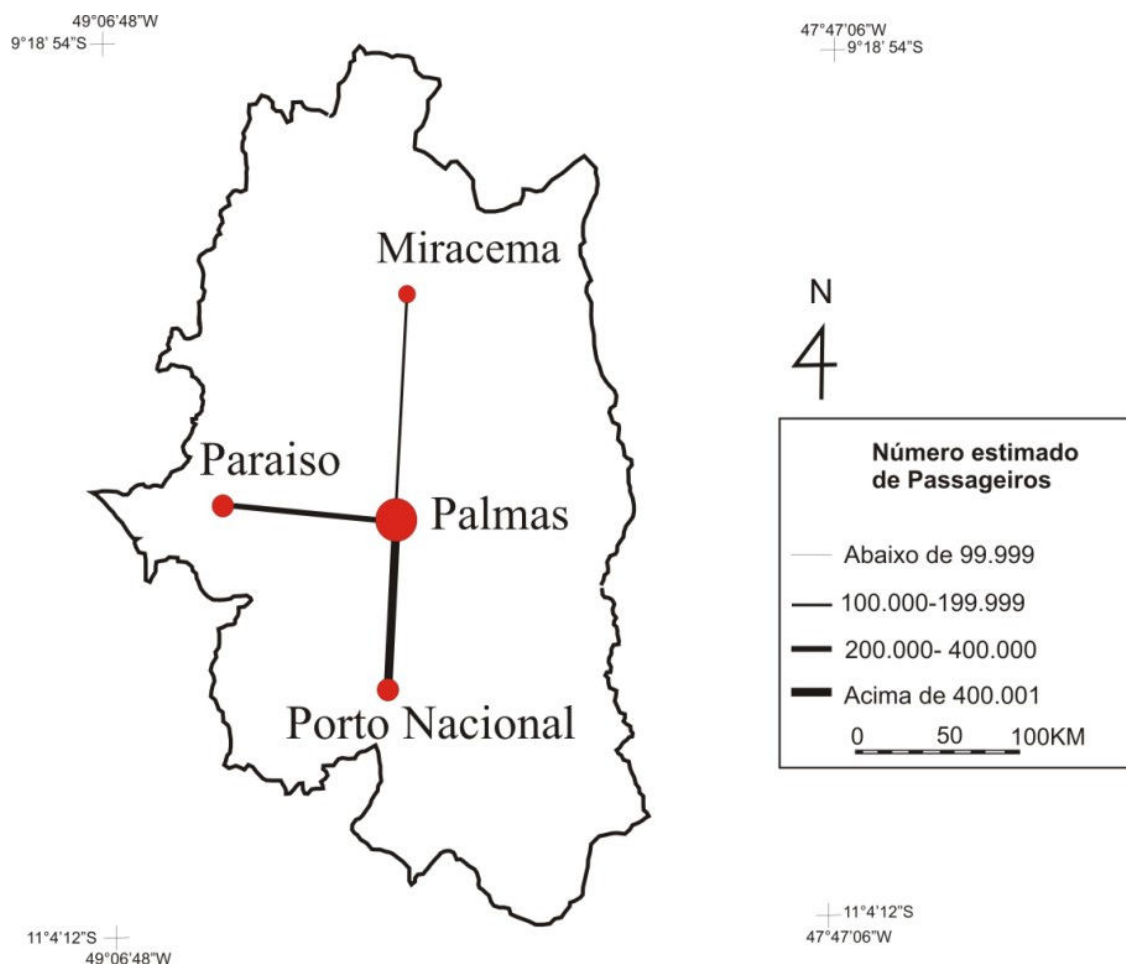 49°06'48"W
9°18' 54"S
47°47'06"W
9°18' 54"S
Miracema
N
Paraiso
Palmas
Porto Nacional
Número estimado
de Passageiros
Abaixo de 99.999
100.000-199.999
200.000- 400.000
Acima de 400.001
0 50 100KM
11°4'12"S
49°06'48"W
11°4'12"S
47°47'06"W